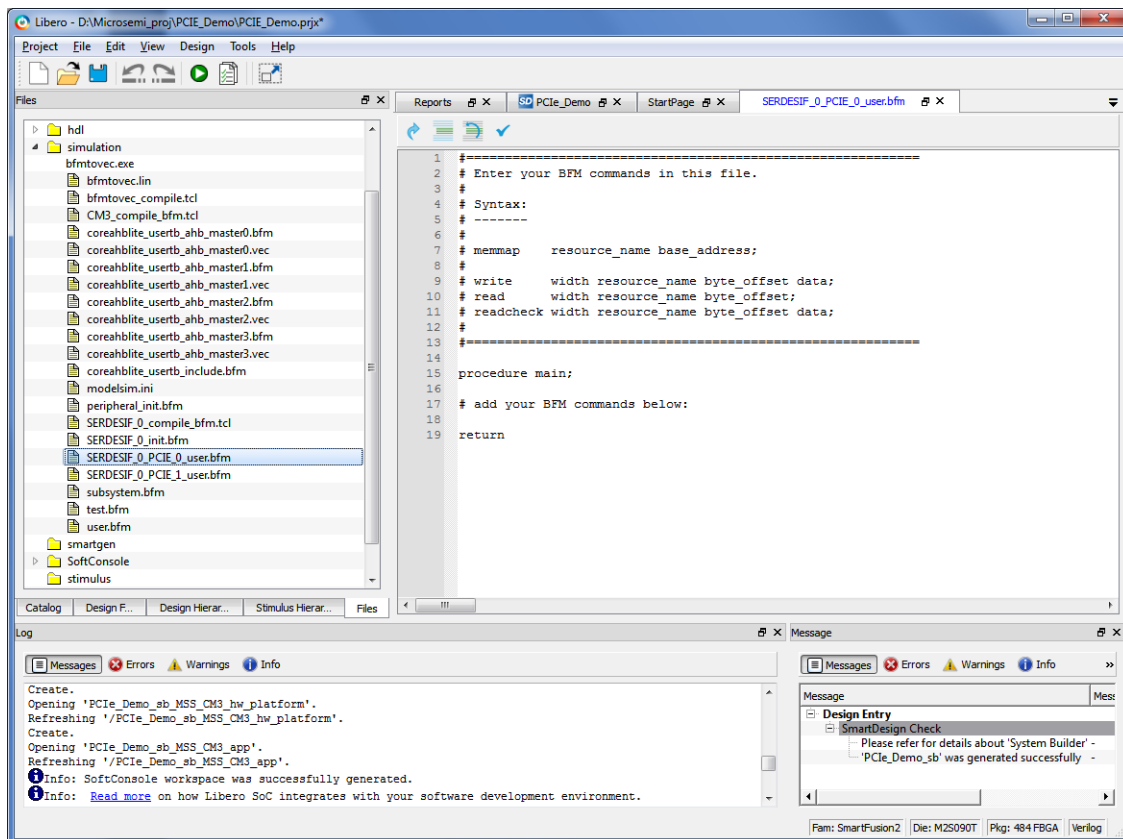 Libero - D:\Microsemi_proj\PCIE_Demo\PCIE_Demo.prjx*
Project File Edit View Design Tools Help
Files
hdl
simulation
bfmtovec.exe
bfmtovec.lin
bfmtovec_compile.tcl
CM3_compile_bfm.tcl
coreahblite_usertb_ahb_master0.bfm
coreahblite_usertb_ahb_master0.vec
coreahblite_usertb_ahb_master1.bfm
coreahblite_usertb_ahb_master1.vec
coreahblite_usertb_ahb_master2.bfm
coreahblite_usertb_ahb_master2.vec
coreahblite_usertb_ahb_master3.bfm
coreahblite_usertb_ahb_master3.vec
coreahblite_usertb_include.bfm
modelsim.ini
peripheral_init.bfm
SERDESIF_0_compile_bfm.tcl
SERDESIF_0_init.bfm
SERDESIF_0_PCIE_0_user.bfm
SERDESIF_0_PCIE_1_user.bfm
subsystem.bfm
test.bfm
user.bfm
smartgen
SoftConsole
stimulus
Catalog Design F... Design Hierar... Stimulus Hierar... Files
Reports SD PCIe_Demo StartPage SERDESIF_0_PCIE_0_user.bfm
1 #===========================================================
2 # Enter your BFM commands in this file.
3 #
4 # Syntax:
5 # -------
6 #
7 # memmap    resource_name base_address;
8 #
9 # write     width resource_name byte_offset data;
10 # read      width resource_name byte_offset;
11 # readcheck width resource_name byte_offset data;
12 #
13 #===========================================================
14
15 procedure main;
16
17 # add your BFM commands below:
18
19 return
Log
Messages Errors Warnings Info
Create.
Opening 'PCIe_Demo_sb_MSS_CM3_hw_platform'.
Refreshing '/PCIe_Demo_sb_MSS_CM3_hw_platform'.
Create.
Opening 'PCIe_Demo_sb_MSS_CM3_app'.
Refreshing '/PCIe_Demo_sb_MSS_CM3_app'.
Info: SoftConsole workspace was successfully generated.
Info: Read more on how Libero SoC integrates with your software development environment.
Message
Messages Errors Warnings Info »
Message Mess
Design Entry
SmartDesign Check
Please refer for details about 'System Builder' -
'PCIe_Demo_sb' was generated successfully -
Fam: SmartFusion2 Die: M2S090T Pkg: 484 FBGA Verilog